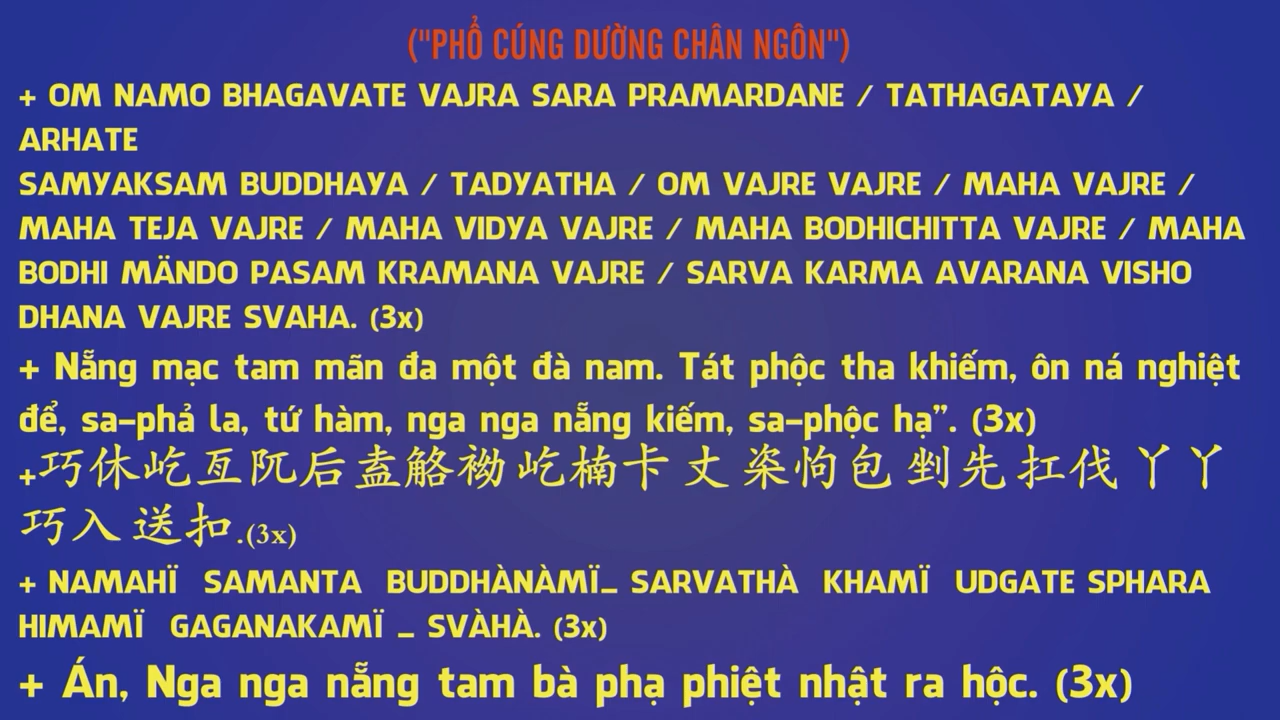 ("PHỔ CÚNG DƯỜNG CHÂN NGÔN")
+ OM NAMO BHAGAVATE VAJRA SARA PRAMARDANE / TATHAGATAYA /
ARHATE
SAMYAKSAM BUDDHAYA / TADYATHA / OM VAJRE VAJRE / MAHA VAJRE /
MAHA TEJA VAJRE / MAHA VIDYA VAJRE / MAHA BODHICHITTA VAJRE / MAHA
BODHI MÄNDO PASAM KRAMANA VAJRE / SARVA KARMA AVARANA VISHO
DHANA VAJRE SVAHA. (3x)
+ Nẵng mạc tam mãn đa một đà nam. Tát phộc tha khiếm, ôn ná nghiệt
để, sa-phả la, tứ hàm, nga nga nẵng kiếm, sa-phộc hạ”. (3x)
+巧休屹亙阢后盍觡袎屹楠卡丈栥恦包剉先扛伐丫丫
巧入送扣.(3x)
+ NAMAHÏ SAMANTA BUDDHÀNÀMÏ_ SARVATHÀ KHAMÏ UDGATE SPHARA
HIMAMÏ GAGANAKAMÏ _ SVÀHÀ. (3x)
+ Án, Nga nga nẵng tam bà phạ phiệt nhật ra hộc. (3x)